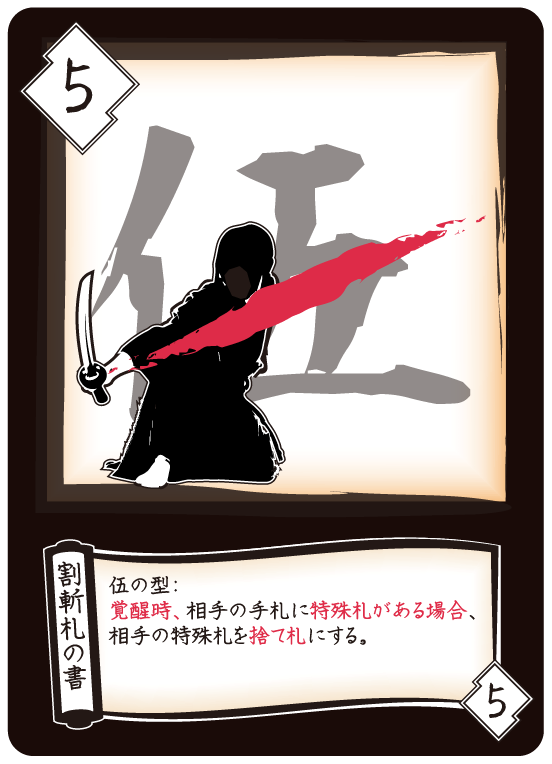 5
伍
割斬札の書
伍の型：
覚醒時、相手の手札に特殊札がある場合、
相手の特殊札を捨て札にする。
5